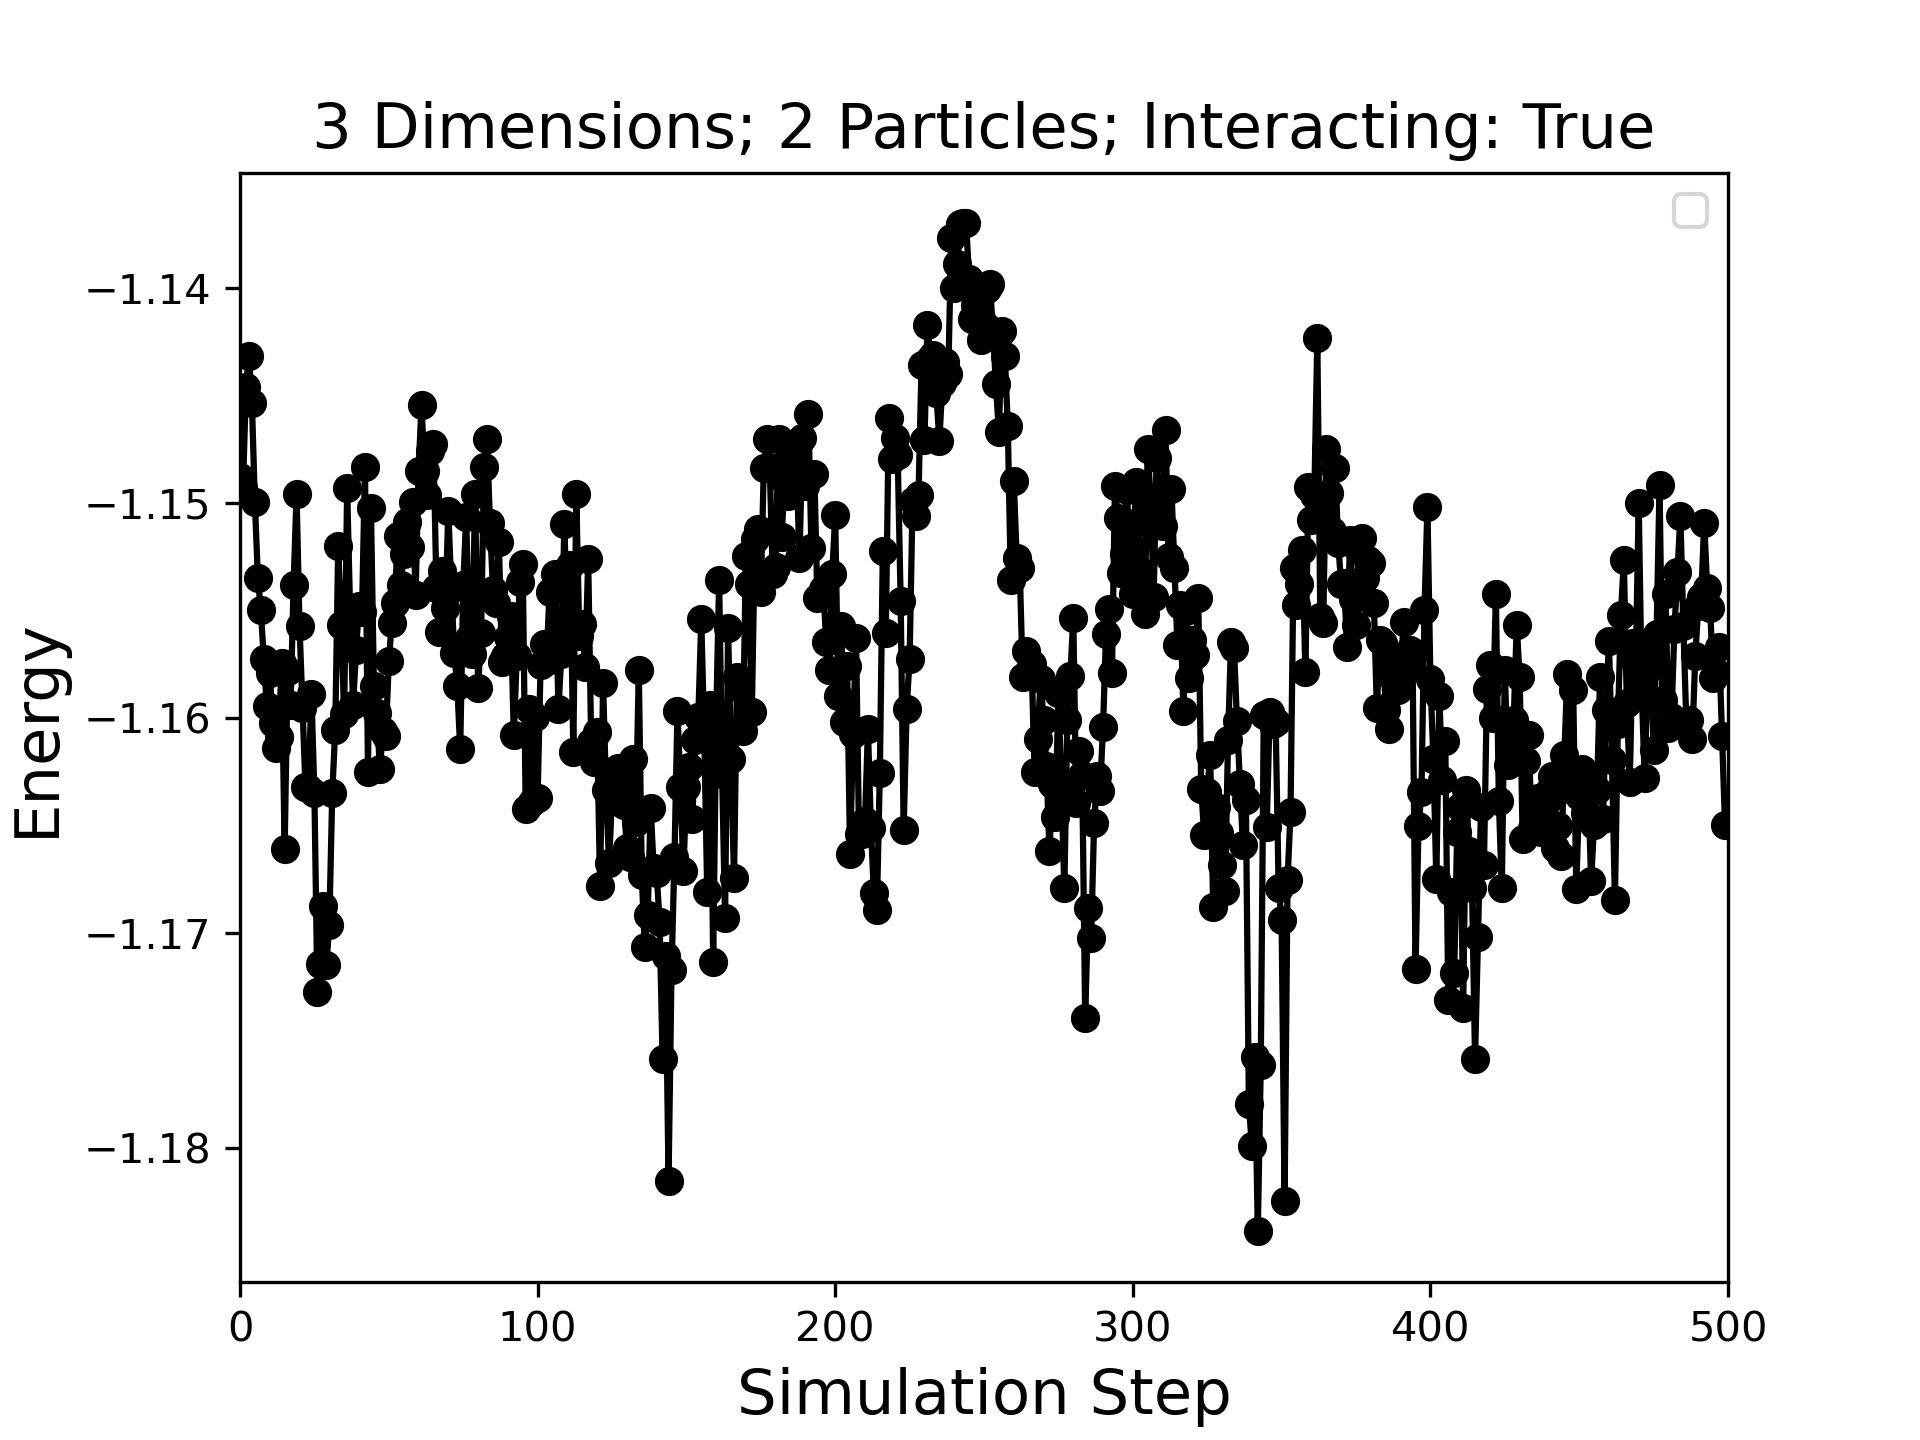 3 Dimensions; 2 Particles; Interacting: True
Energy
−1.14
−1.15
−1.16
−1.17
−1.18
0 100 200 300 400 500
Simulation Step